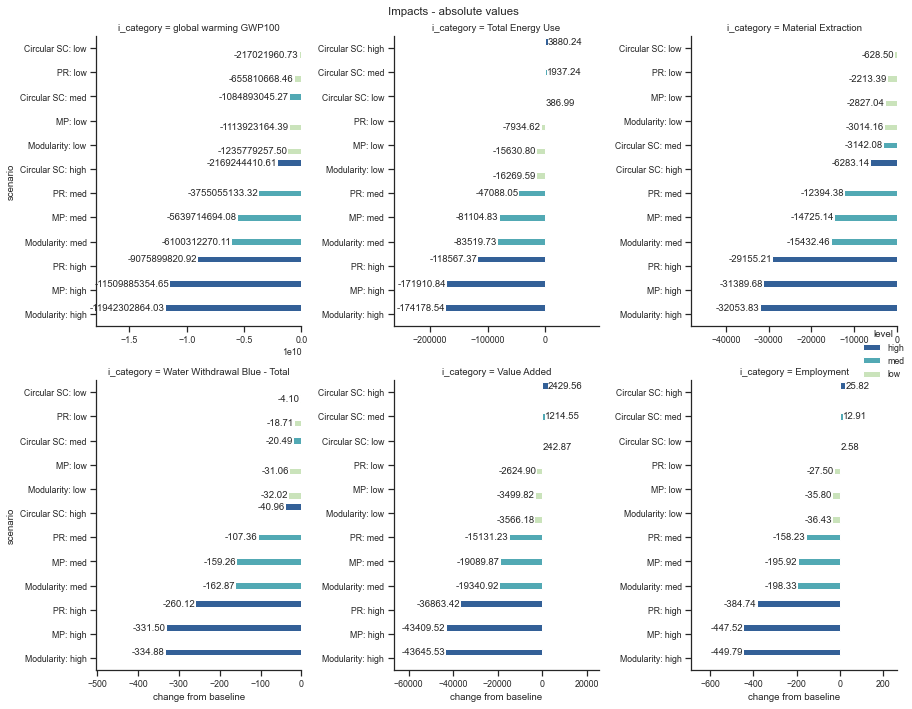 Impacts - absolute values
i_category = global warming GWP100
scenario
Circular SC: low
-217021960.73
PR: low
-655810668.46
Circular SC: med
-1084893045.27
MP: low
-1113923164.39
Modularity: low
-1235779257.50
Circular SC: high
-2169244410.61
PR: med
-3755055133.32
MP: med
-5639714694.08
Modularity: med
-6100312270.11
PR: high
-9075899820.92
MP: high
-11509885354.65
Modularity: high
-11942302864.03
−1.5 −1.0 −0.5 0.0
1e10
i_category = Total Energy Use
Circular SC: high
3880.24
Circular SC: med
1937.24
Circular SC: low
386.99
PR: low
-7934.62
MP: low
-15630.80
Modularity: low
-16269.59
PR: med
-47088.05
MP: med
-81104.83
Modularity: med
-83519.73
PR: high
-118567.37
MP: high
-171910.84
Modularity: high
-174178.54
−200000 −100000 0
i_category = Material Extraction
Circular SC: low
-628.50
PR: low
-2213.39
MP: low
-2827.04
Modularity: low
-3014.16
Circular SC: med
-3142.08
Circular SC: high
-6283.14
PR: med
-12394.38
MP: med
-14725.14
Modularity: med
-15432.46
PR: high
-29155.21
MP: high
-31389.68
Modularity: high
-32053.83
−40000 −30000 −20000 −10000 0
level
high
med
low
i_category = Water Withdrawal Blue - Total
scenario
Circular SC: low
-4.10
PR: low
-18.71
Circular SC: med
-20.49
MP: low
-31.06
Modularity: low
-32.02
Circular SC: high
-40.96
PR: med
-107.36
MP: med
-159.26
Modularity: med
-162.87
PR: high
-260.12
MP: high
-331.50
Modularity: high
-334.88
−500 −400 −300 −200 −100 0
change from baseline
i_category = Value Added
Circular SC: high
2429.56
Circular SC: med
1214.55
Circular SC: low
242.87
PR: low
-2624.90
MP: low
-3499.82
Modularity: low
-3566.18
PR: med
-15131.23
MP: med
-19089.87
Modularity: med
-19340.92
PR: high
-36863.42
MP: high
-43409.52
Modularity: high
-43645.53
−60000 −40000 −20000 0 20000
change from baseline
i_category = Employment
Circular SC: high
25.82
Circular SC: med
12.91
Circular SC: low
2.58
PR: low
-27.50
MP: low
-35.80
Modularity: low
-36.43
PR: med
-158.23
MP: med
-195.92
Modularity: med
-198.33
PR: high
-384.74
MP: high
-447.52
Modularity: high
-449.79
−600 −400 −200 0 200
change from baseline